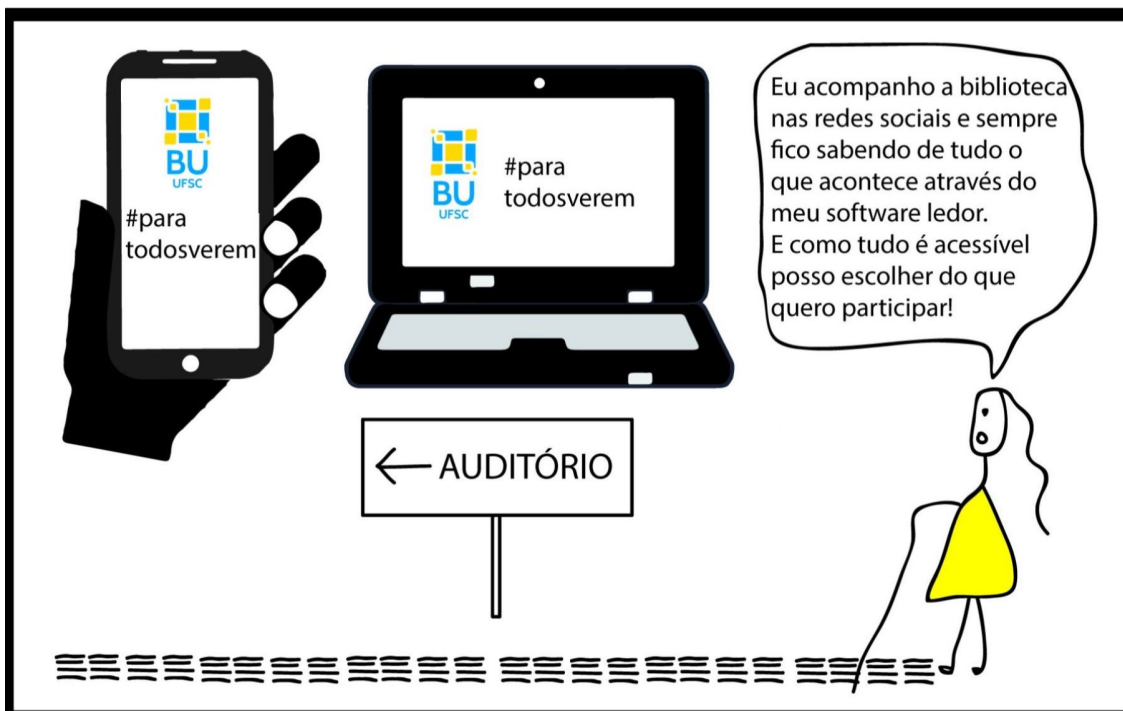 BU
UFSC
#para
todosverem
BU
UFSC
#para
todosverem
Eu acompanho a biblioteca
nas redes sociais e sempre
fico sabendo de tudo o
que acontece através do
meu software ledor.
E como tudo é acessível
posso escolher do que
quero participar!
← AUDITÓRIO